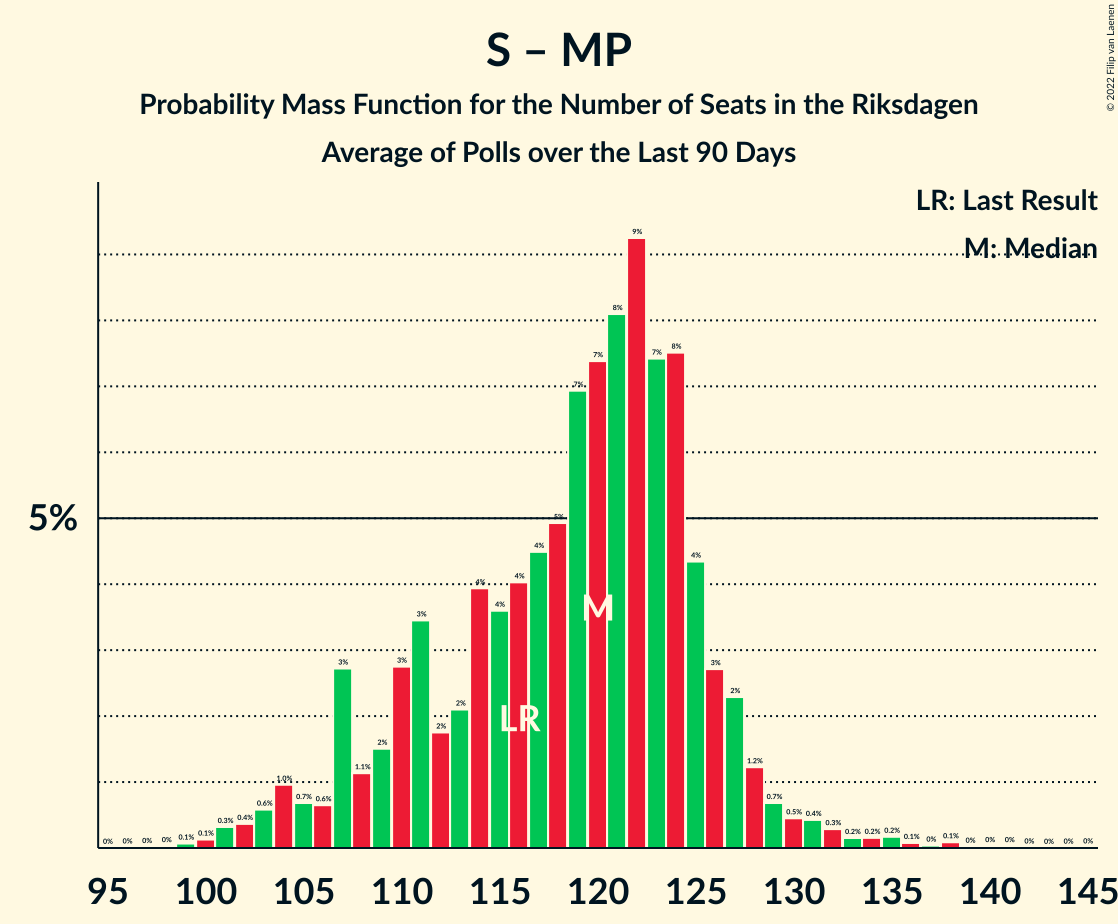 S – MP
Probability Mass Function for the Number of Seats in the Riksdagen
Average of Polls over the Last 90 Days
© 2022 Filip van Laenen
LR: Last Result
M: Median
5%
0% 0% 0% 0% 0.1% 0.1% 0.3% 0.4% 0.6% 1.0% 0.7% 0.6% 3% 1.1% 2% 3% 3% 2% 2% 4% 4% 4% 4% 5% 7% 7% 8% 9% 7% 8% 4% 3% 2% 1.2% 0.7% 0.5% 0.4% 0.3% 0.2% 0.2% 0.2% 0.1% 0% 0.1% 0% 0% 0% 0% 0% 0% 0%
M
LR
95 100 105 110 115 120 125 130 135 140 145